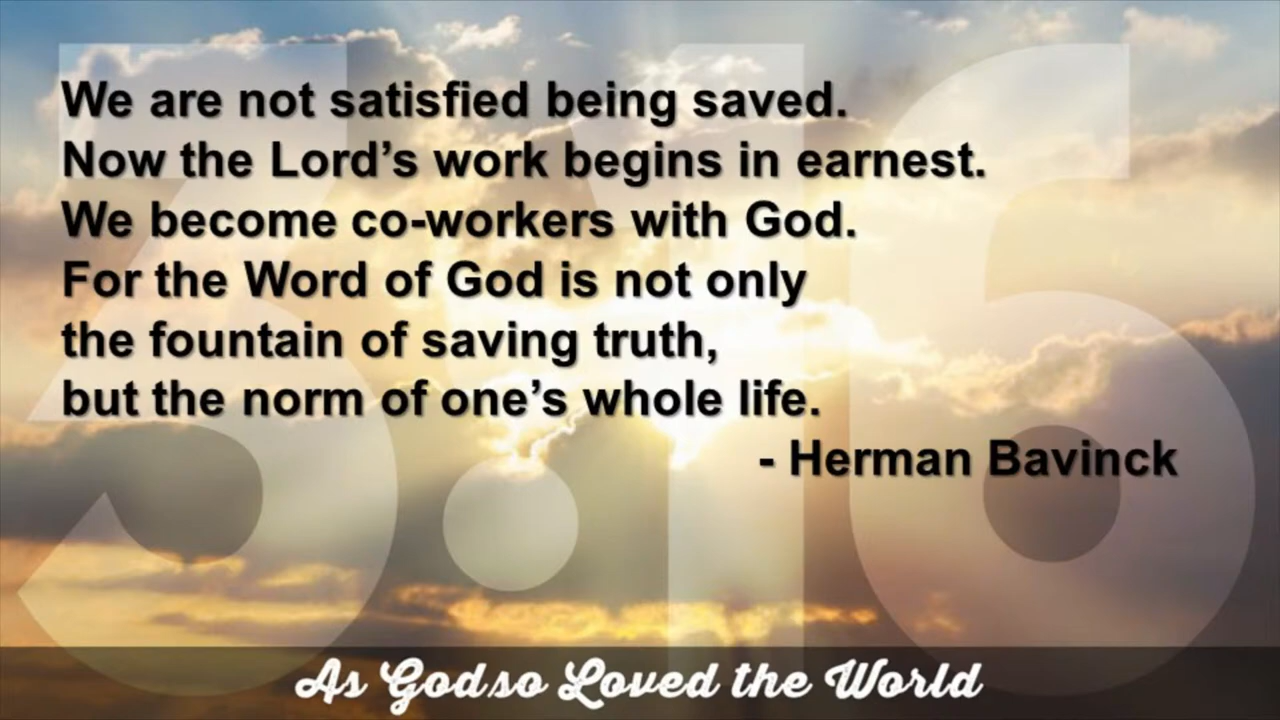 3:16
We are not satisfied being saved.
Now the Lord’s work begins in earnest.
We become co-workers with God.
For the Word of God is not only
the fountain of saving truth,
but the norm of one’s whole life.
- Herman Bavinck
As God so Loved the World